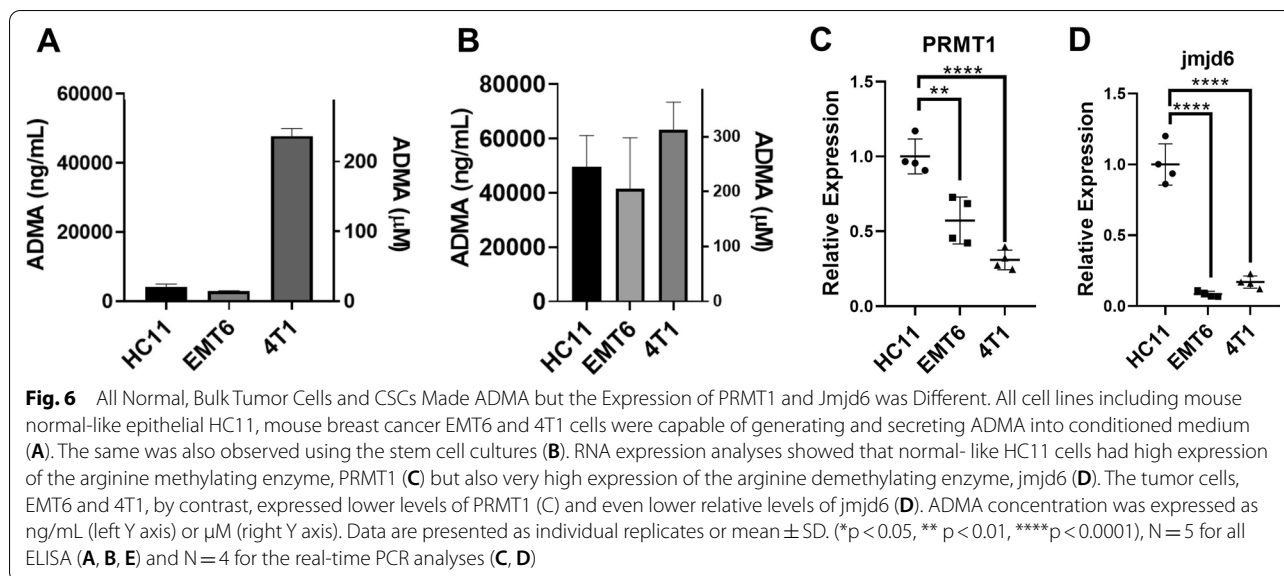 A
ADMA (ng/mL)
60000
40000
20000
0
200
100
0
ADMA (μM)
HC11
EMT6
4T1
B
ADMA (ng/mL)
80000
60000
40000
20000
0
300
200
100
0
ADMA (μM)
HC11
EMT6
4T1
C
PRMT1
Relative Expression
1.5
1.0
0.5
0.0
****
**
HC11
EMT6
4T1
D
jmjd6
Relative Expression
1.5
1.0
0.5
0.0
****
****
HC11
EMT6
4T1
Fig. 6 All Normal, Bulk Tumor Cells and CSCs Made ADMA but the Expression of PRMT1 and Jmjd6 was Different. All cell lines including mouse
normal-like epithelial HC11, mouse breast cancer EMT6 and 4T1 cells were capable of generating and secreting ADMA into conditioned medium
(A). The same was also observed using the stem cell cultures (B). RNA expression analyses showed that normal- like HC11 cells had high expression
of the arginine methylating enzyme, PRMT1 (C) but also very high expression of the arginine demethylating enzyme, jmjd6 (D). The tumor cells,
EMT6 and 4T1, by contrast, expressed lower levels of PRMT1 (C) and even lower relative levels of jmjd6 (D). ADMA concentration was expressed as
ng/mL (left Y axis) or μM (right Y axis). Data are presented as individual replicates or mean ± SD. (*p < 0.05, ** p < 0.01, ****p < 0.0001), N = 5 for all
ELISA (A, B, E) and N = 4 for the real-time PCR analyses (C, D)